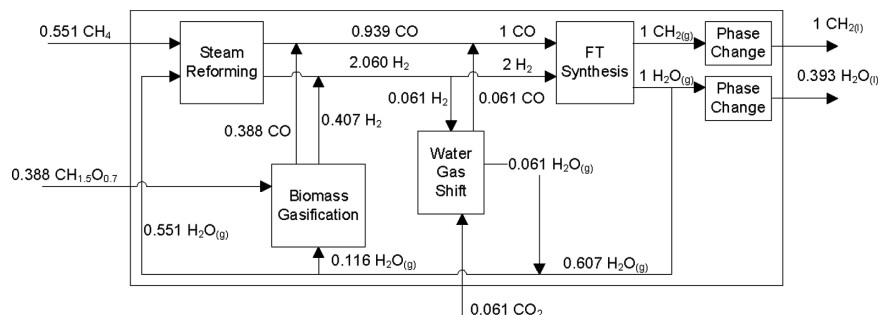 0.551 CH₄
Steam
Reforming
0.939 CO
1 CO
2.060 H₂
2 H₂
FT
Synthesis
1 CH₂(g)
1 H₂O(g)
Phase
Change
1 CH₂(l)
Phase
Change
0.393 H₂O(l)
0.061 H₂
0.061 CO
0.388 CO
0.407 H₂
0.388 CH₁.₅O₀.₇
Biomass
Gasification
Water
Gas
Shift
0.061 H₂O(g)
0.551 H₂O(g)
0.116 H₂O(g)
0.607 H₂O(g)
0.061 CO₂